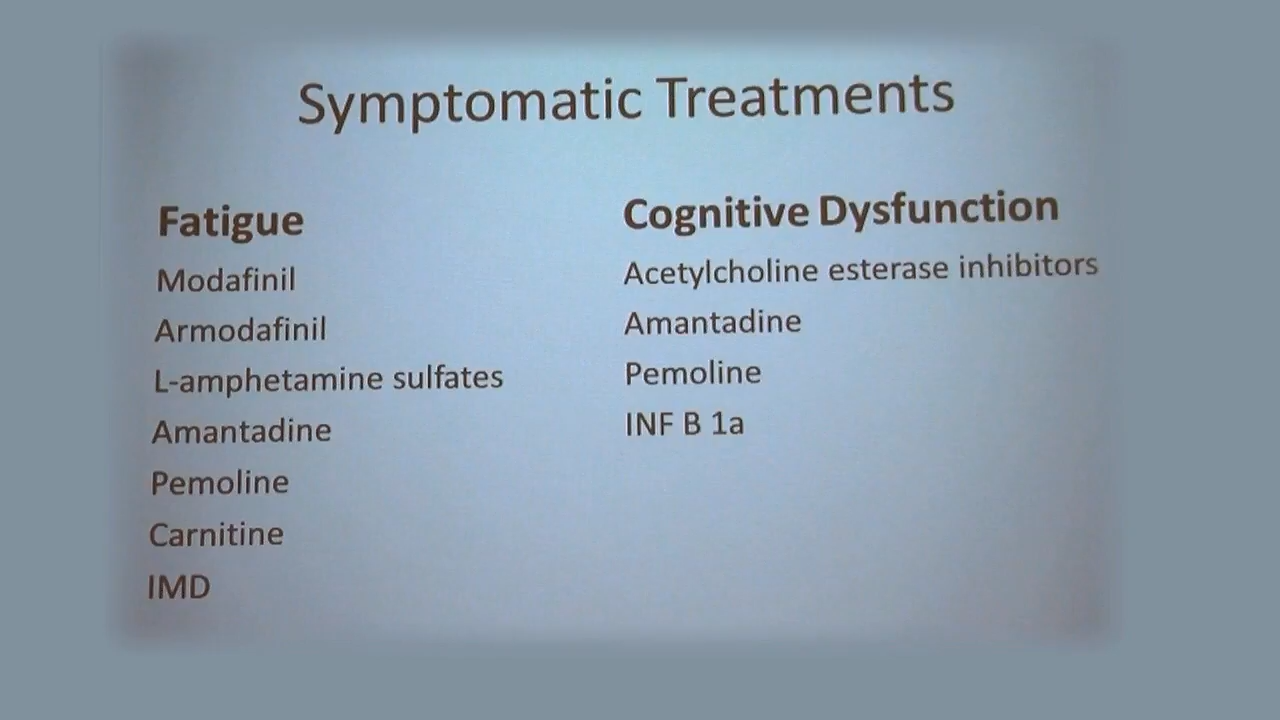 Symptomatic Treatments
Fatigue
Modafinil
Armodafinil
L-amphetamine sulfates
Amantadine
Pemoline
Carnitine
IMD
Cognitive Dysfunction
Acetylcholine esterase inhibitors
Amantadine
Pemoline
INF B 1a